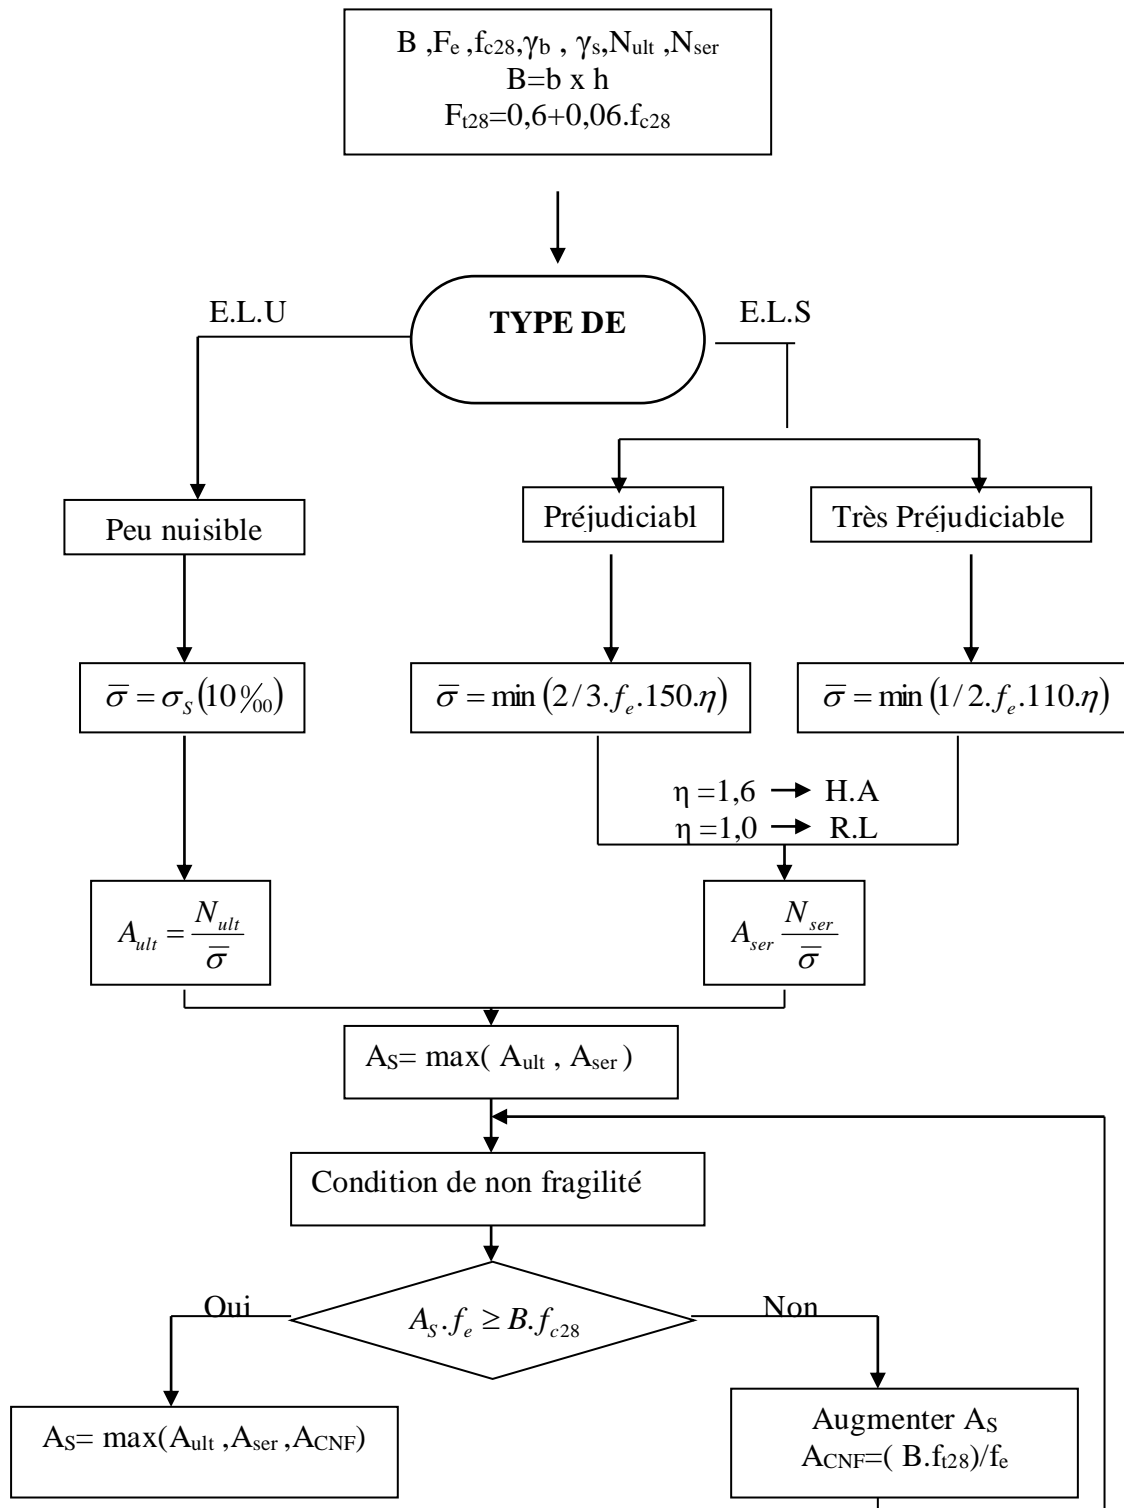 B ,Fe ,fc28,γb , γs,Nult ,Nser
B=b x h
Ft28=0,6+0,06.fc28
E.L.U
TYPE DE
E.L.S
Peu nuisible
Préjudiciabl
Très Préjudiciable
σ̅ = σS(10‰)
σ̅ = min (2/3.fe.150.η)
σ̅ = min (1/2.fe.110.η)
η =1,6 → H.A
η =1,0 → R.L
Ault = Nult / σ̅
Aser Nser / σ̅
AS= max( Ault , Aser )
Condition de non fragilité
Oui
AS.fe ≥ B.fc28
Non
AS= max(Ault ,Aser ,ACNF)
Augmenter AS
ACNF=( B.ft28)/fe